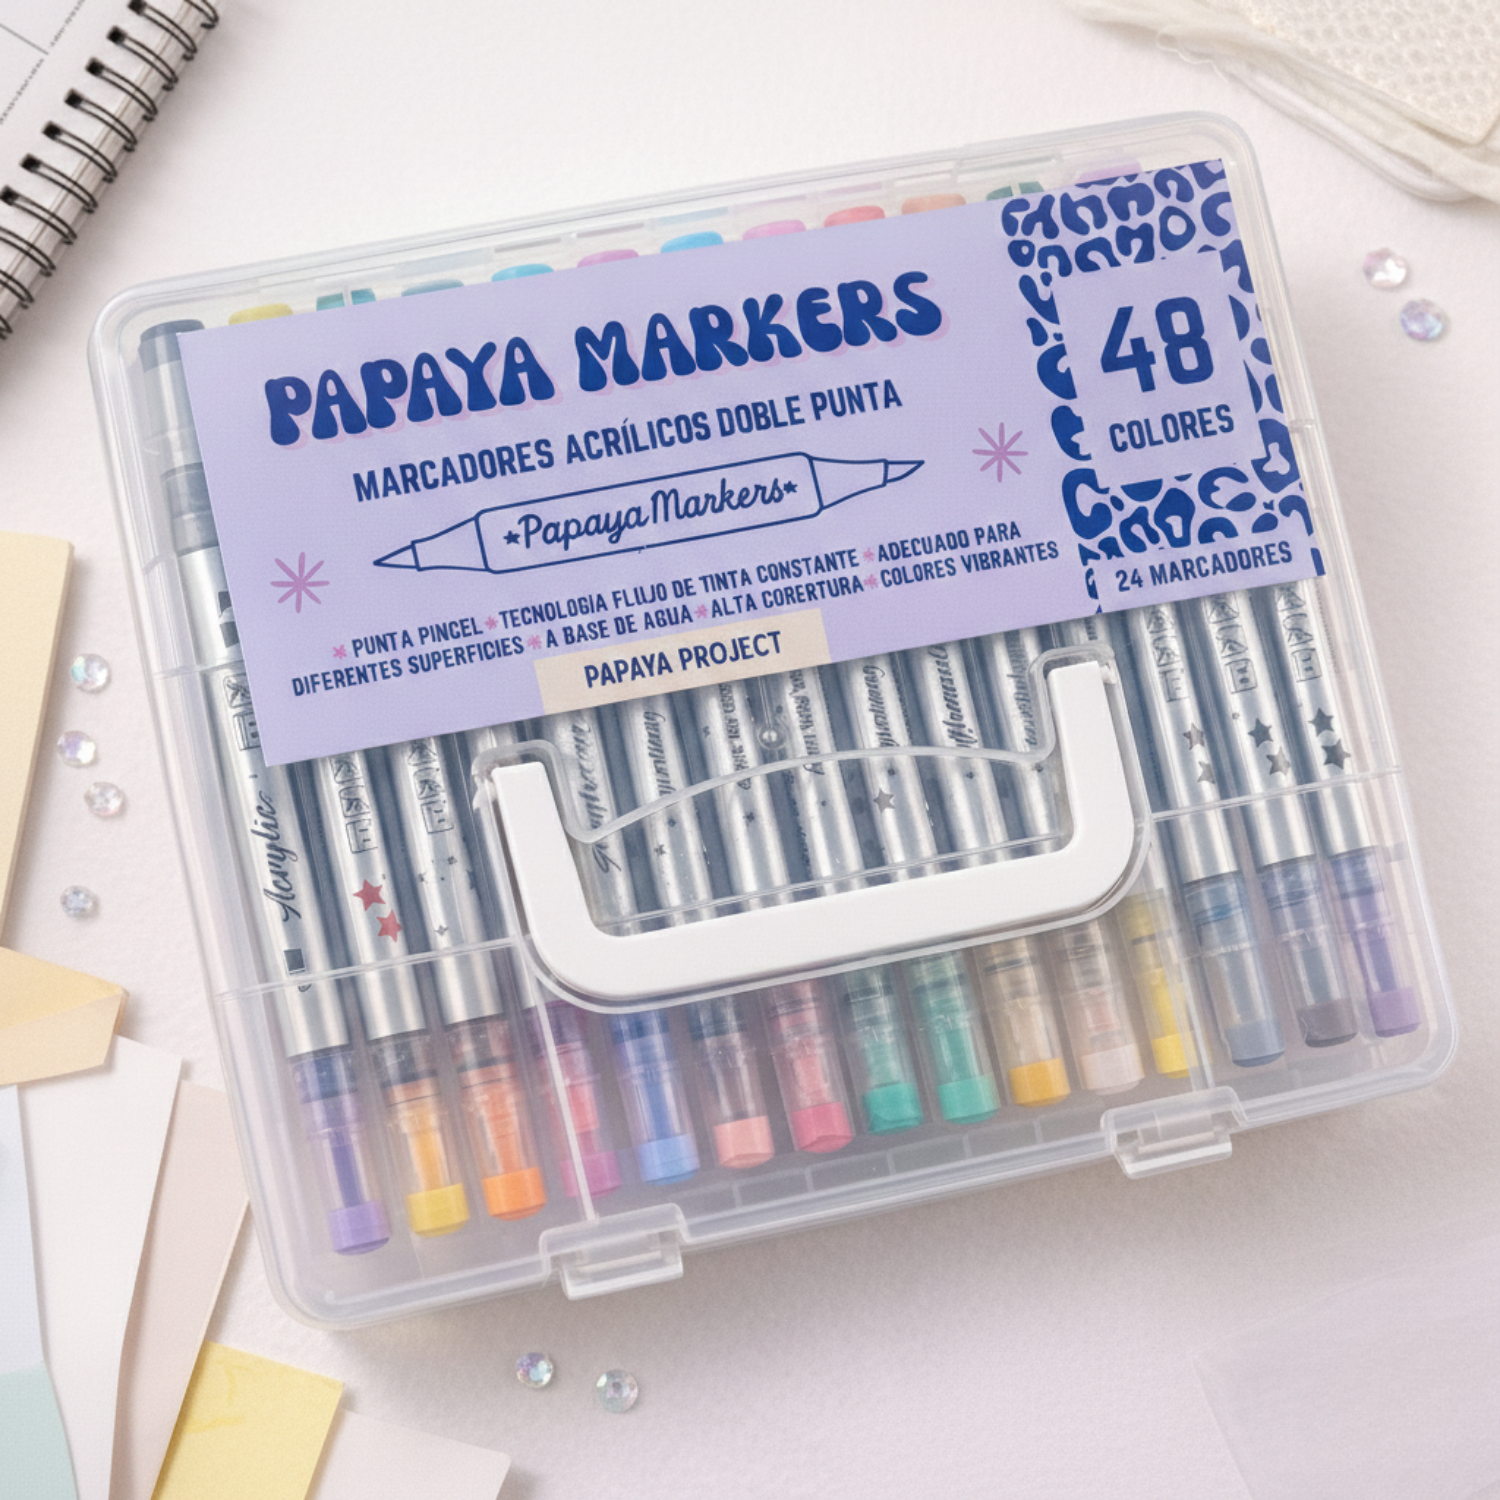 PAPAYA MARKERS
MARCADORES ACRÍLICOS DOBLE PUNTA
Papaya Markers
PUNTA PINCEL * TECNOLOGÍA FLUJO DE TINTA CONSTANTE * ADECUADO PARA
DIFERENTES SUPERFICIES * A BASE DE AGUA * ALTA CORERTURA * COLORES VIBRANTES
PAPAYA PROJECT
48
COLORES
24 MARCADORES
Acrylic